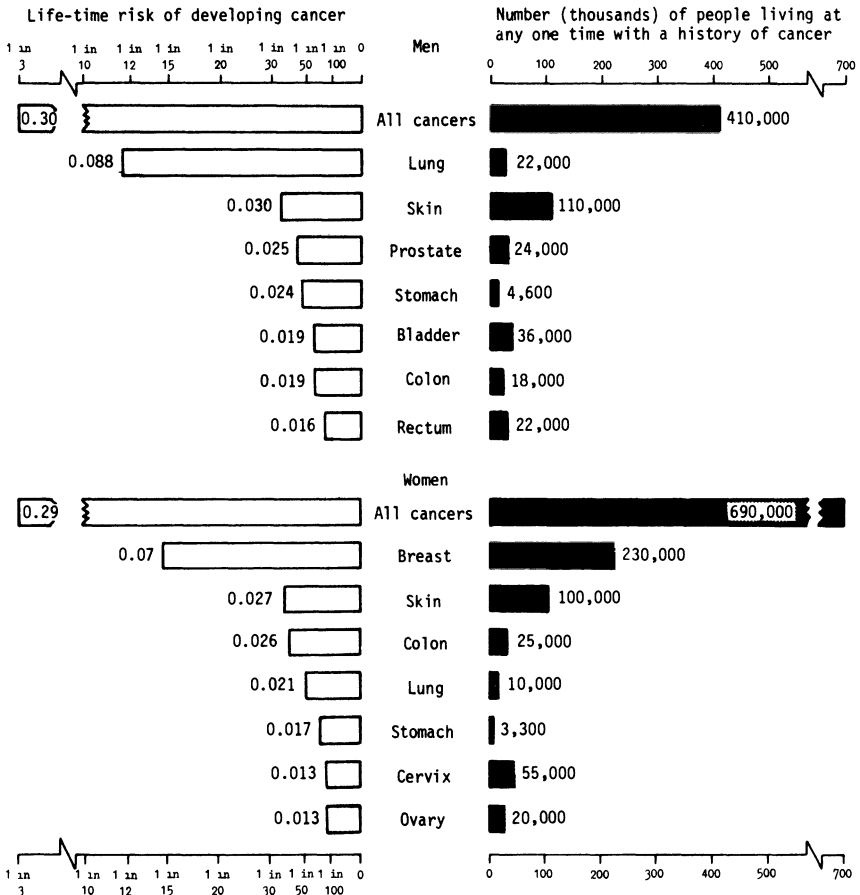 Life-time risk of developing cancer
Number (thousands) of people living at
any one time with a history of cancer
1 in 1 in 1 in 1 in 1 in 1 in 1 in 1 in 0
3 10 12 15 20 30 50 100
Men
0 100 200 300 400 500 700
0.30 All cancers 410,000
0.088 Lung 22,000
0.030 Skin 110,000
0.025 Prostate 24,000
0.024 Stomach 4,600
0.019 Bladder 36,000
0.019 Colon 18,000
0.016 Rectum 22,000
Women
0.29 All cancers 690,000
0.07 Breast 230,000
0.027 Skin 100,000
0.026 Colon 25,000
0.021 Lung 10,000
0.017 Stomach 3,300
0.013 Cervix 55,000
0.013 Ovary 20,000
1 in 1 in 1 in 1 in 1 in 1 in 1 in 1 in 0
3 10 12 15 20 30 50 100
0 100 200 300 400 500 700